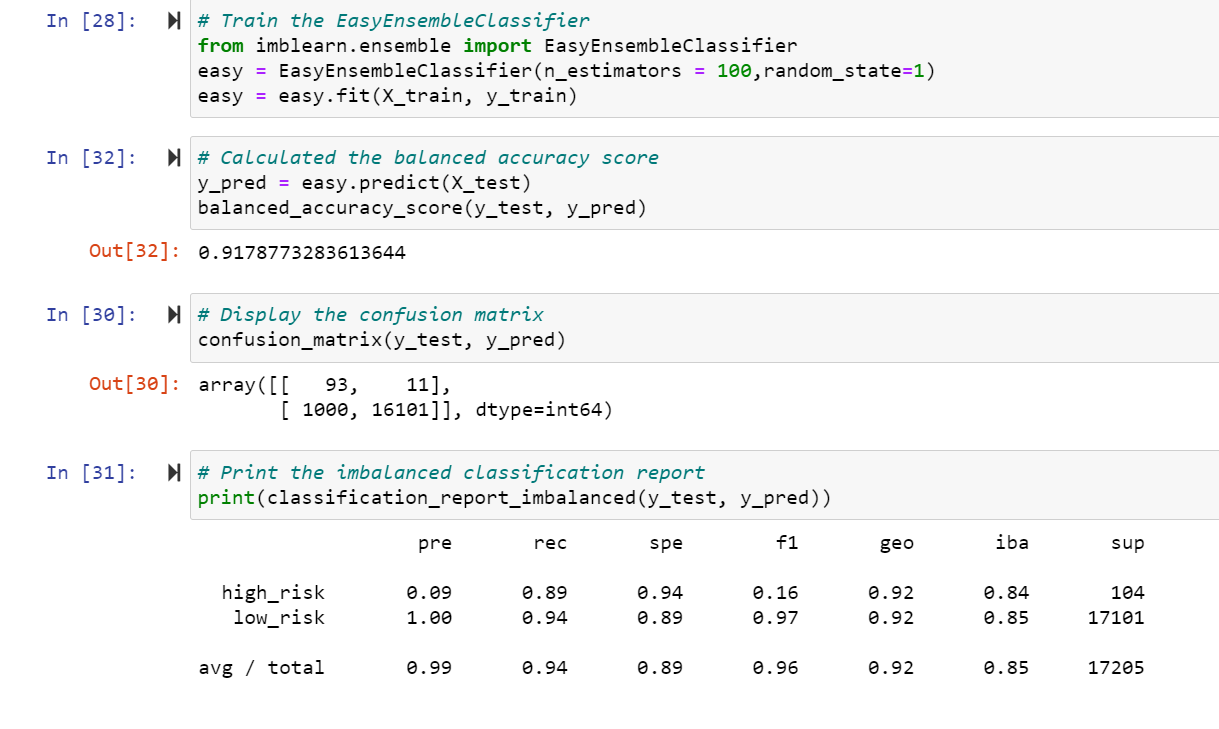 In [28]: # Train the EasyEnsembleClassifier
from imblearn.ensemble import EasyEnsembleClassifier
easy = EasyEnsembleClassifier(n_estimators = 100,random_state=1)
easy = easy.fit(X_train, y_train)
In [32]: # Calculated the balanced accuracy score
y_pred = easy.predict(X_test)
balanced_accuracy_score(y_test, y_pred)
Out[32]: 0.9178773283613644
In [30]: # Display the confusion matrix
confusion_matrix(y_test, y_pred)
Out[30]: array([[   93,    11],
       [ 1000, 16101]], dtype=int64)
In [31]: # Print the imbalanced classification report
print(classification_report_imbalanced(y_test, y_pred))
pre rec spe f1 geo iba sup
high_risk 0.09 0.89 0.94 0.16 0.92 0.84 104
low_risk 1.00 0.94 0.89 0.97 0.92 0.85 17101
avg / total 0.99 0.94 0.89 0.96 0.92 0.85 17205